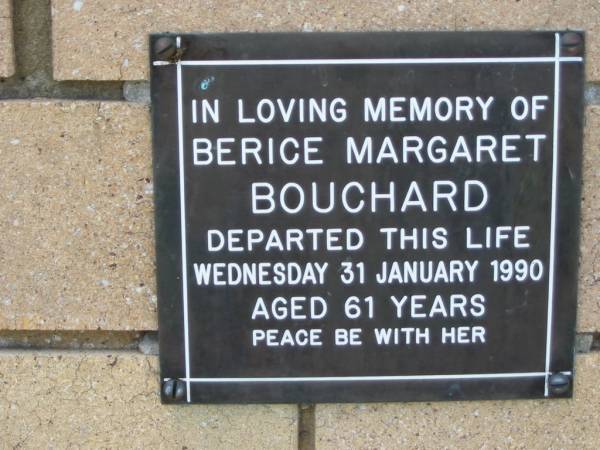 IN LOVING MEMORY OF
BERICE MARGARET
BOUCHARD
DEPARTED THIS LIFE
WEDNESDAY 31 JANUARY 1990
AGED 61 YEARS
PEACE BE WITH HER